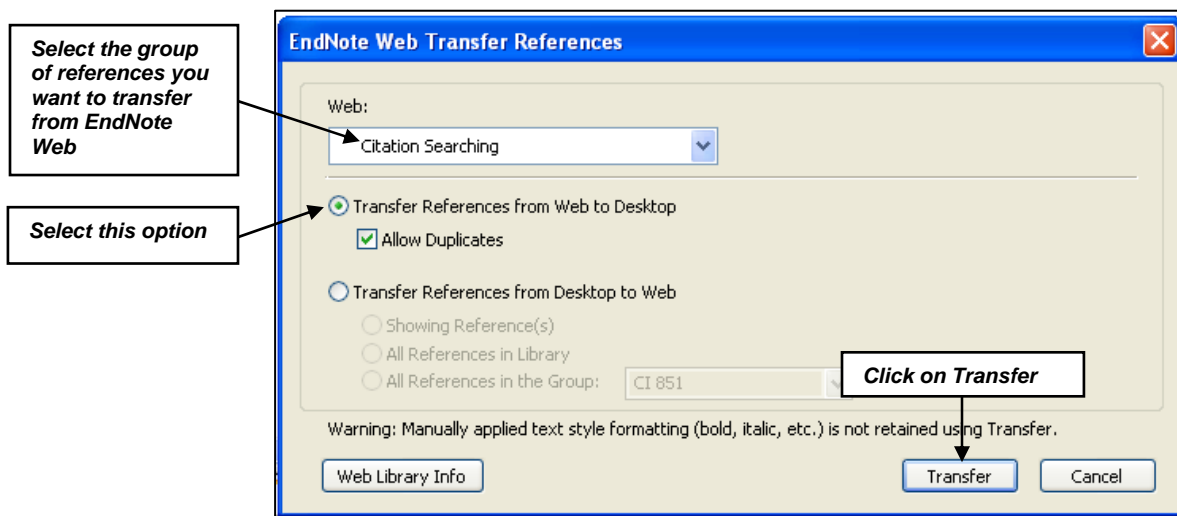 EndNote Web Transfer References
Select the group
of references you
want to transfer
from EndNote
Web
Web:
Citation Searching
Select this option
Transfer References from Web to Desktop
Allow Duplicates
Transfer References from Desktop to Web
Showing Reference(s)
All References in Library
All References in the Group: CI 851
Click on Transfer
Warning: Manually applied text style formatting (bold, italic, etc.) is not retained using Transfer.
Web Library Info Transfer Cancel